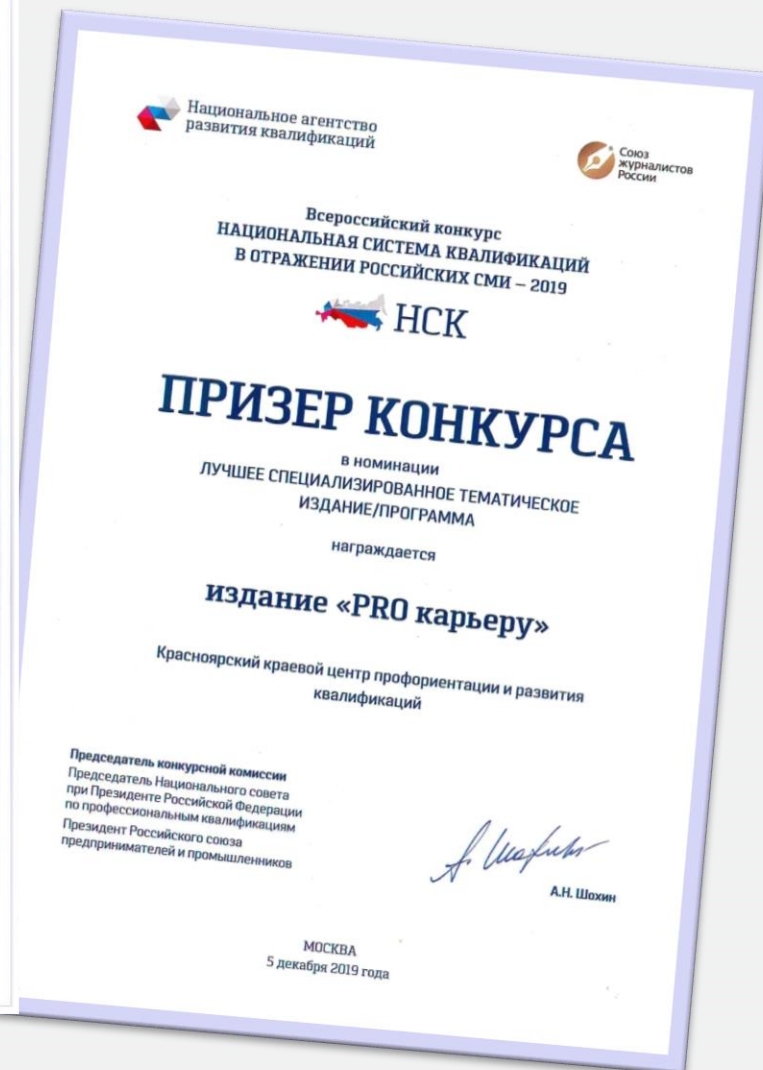 Национальное агентство
развития квалификаций
Союз
журналистов
России
Всероссийский конкурс
НАЦИОНАЛЬНАЯ СИСТЕМА КВАЛИФИКАЦИЙ
В ОТРАЖЕНИИ РОССИЙСКИХ СМИ – 2019
НСК
ПРИЗЕР КОНКУРСА
в номинации
ЛУЧШЕЕ СПЕЦИАЛИЗИРОВАННОЕ ТЕМАТИЧЕСКОЕ
ИЗДАНИЕ/ПРОГРАММА
награждается
издание «PRO карьеру»
Красноярский краевой центр профориентации и развития
квалификаций
Председатель конкурсной комиссии
Председатель Национального совета
при Президенте Российской Федерации
по профессиональным квалификациям
Президент Российского союза
предпринимателей и промышленников
А. Шохин
А.Н. Шохин
МОСКВА
5 декабря 2019 года